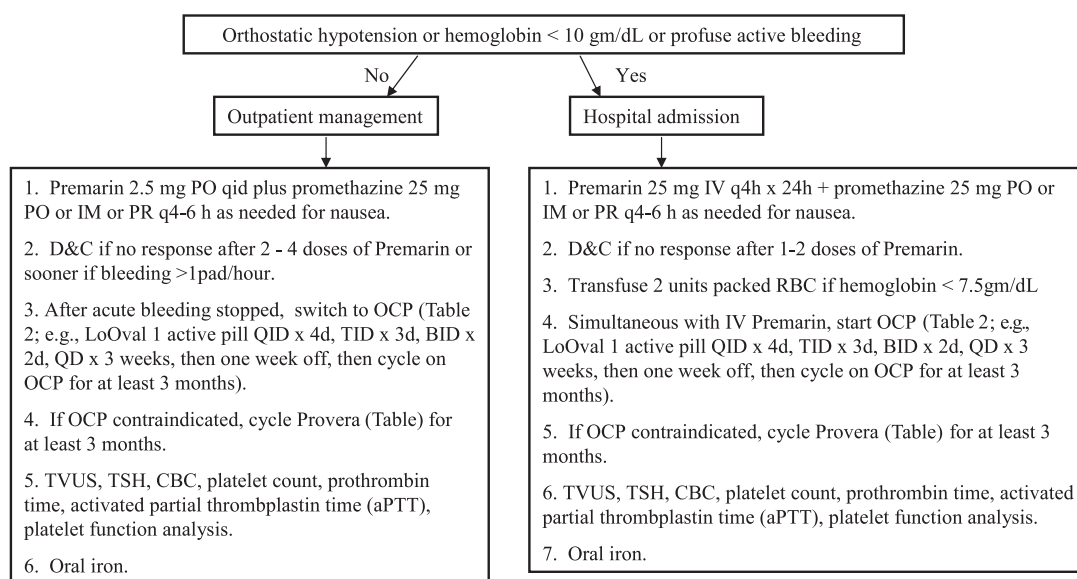 Orthostatic hypotension or hemoglobin < 10 gm/dL or profuse active bleeding
No
Yes
Outpatient management
Hospital admission
1. Premarin 2.5 mg PO qid plus promethazine 25 mg
PO or IM or PR q4-6 h as needed for nausea.
2. D&C if no response after 2 - 4 doses of Premarin or
sooner if bleeding >1pad/hour.
3. After acute bleeding stopped, switch to OCP (Table
2; e.g., LoOval 1 active pill QID x 4d, TID x 3d, BID x
2d, QD x 3 weeks, then one week off, then cycle on
OCP for at least 3 months).
4. If OCP contraindicated, cycle Provera (Table) for
at least 3 months.
5. TVUS, TSH, CBC, platelet count, prothrombin
time, activated partial thrombplastin time (aPTT),
platelet function analysis.
6. Oral iron.
1. Premarin 25 mg IV q4h x 24h + promethazine 25 mg PO or
IM or PR q4-6 h as needed for nausea.
2. D&C if no response after 1-2 doses of Premarin.
3. Transfuse 2 units packed RBC if hemoglobin < 7.5gm/dL
4. Simultaneous with IV Premarin, start OCP (Table 2; e.g.,
LoOval 1 active pill QID x 4d, TID x 3d, BID x 2d, QD x 3
weeks, then one week off, then cycle on OCP for at least 3
months).
5. If OCP contraindicated, cycle Provera (Table) for at least 3
months.
6. TVUS, TSH, CBC, platelet count, prothrombin time, activated
partial thrombplastin time (aPTT), platelet function analysis.
7. Oral iron.